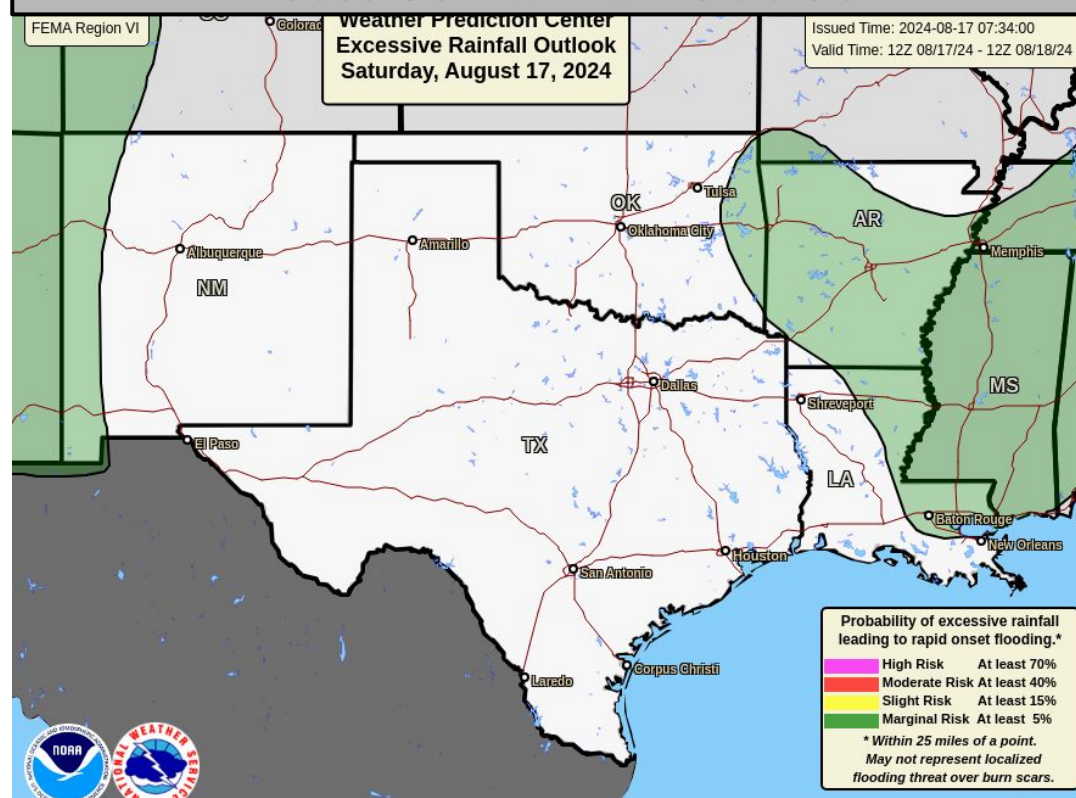 FEMA Region VI
Weather Prediction Center
Excessive Rainfall Outlook
Saturday, August 17, 2024
Issued Time: 2024-08-17 07:34:00
Valid Time: 12Z 08/17/24 - 12Z 08/18/24
Tulsa
OK
Oklahoma City
AR
Albuquerque
Amarillo
Memphis
NM
Dallas
MS
Shreveport
El Paso
TX
LA
Baton Rouge
New Orleans
Houston
San Antonio
Corpus Christi
Laredo
Probability of excessive rainfall
leading to rapid onset flooding.*
High Risk At least 70%
Moderate Risk At least 40%
Slight Risk At least 15%
Marginal Risk At least 5%
* Within 25 miles of a point.
May not represent localized
flooding threat over burn scars.
NOAA
NATIONAL WEATHER SERVICE